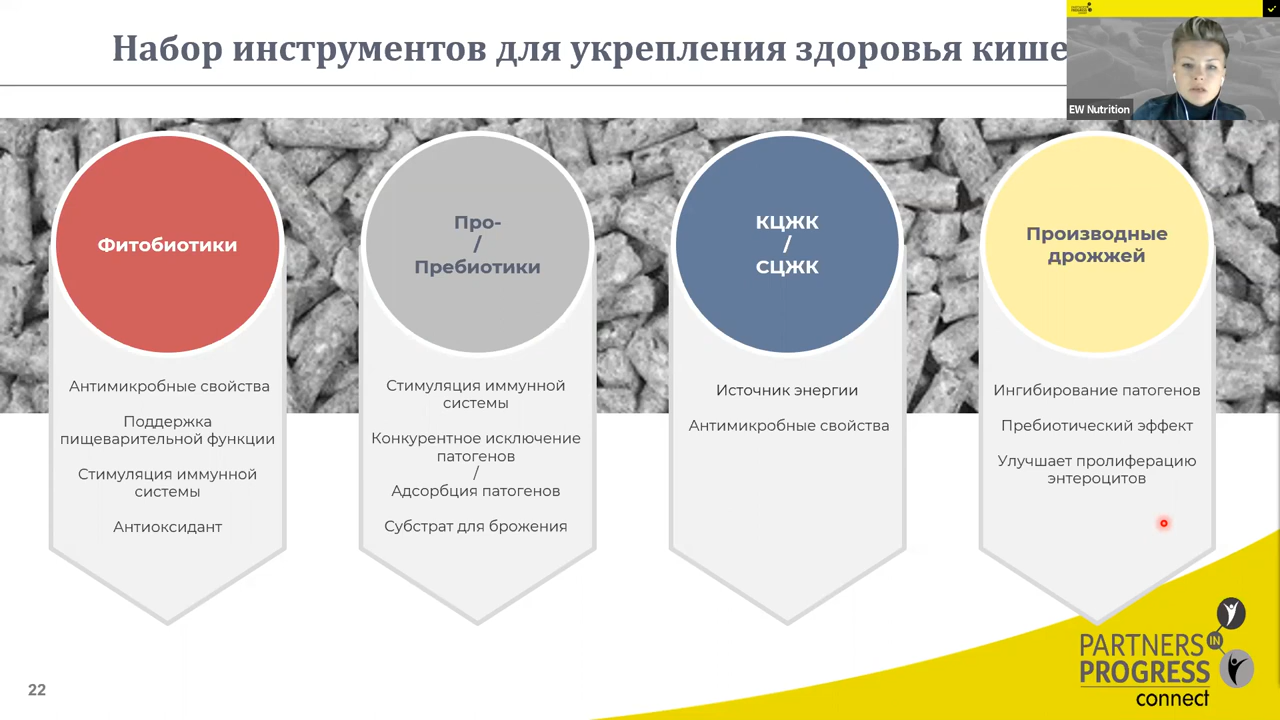 Набор инструментов для укрепления здоровья кише
EW Nutrition
Фитобиотики
Антимикробные свойства
Поддержка
пищеварительной функции
Стимуляция иммунной
системы
Антиоксидант
Про-
/
Пребиотики
Стимуляция иммунной
системы
Конкурентное исключение
патогенов
/
Адсорбция патогенов
Субстрат для брожения
КЦЖК
/
СЦЖК
Источник энергии
Антимикробные свойства
Производные
дрожжей
Ингибирование патогенов
Пребиотический эффект
Улучшает пролиферацию
энтероцитов
22
PARTNERS
IN
PROGRESS
connect